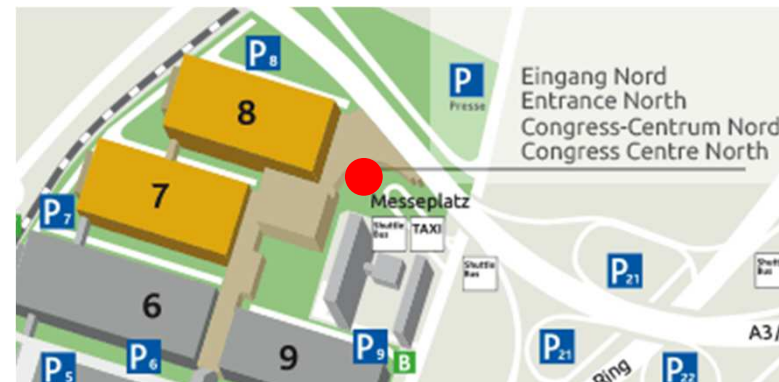 P8
P
Presse
Eingang Nord
Entrance North
Congress-Centrum Nord
Congress Centre North
8
7
Messeplatz
P7
Shuttle
Bus
TAXI
Shuttle
Bus
P21
Bus
6
A3/
9
P9
B
P21
P5
P6
Ring
P22